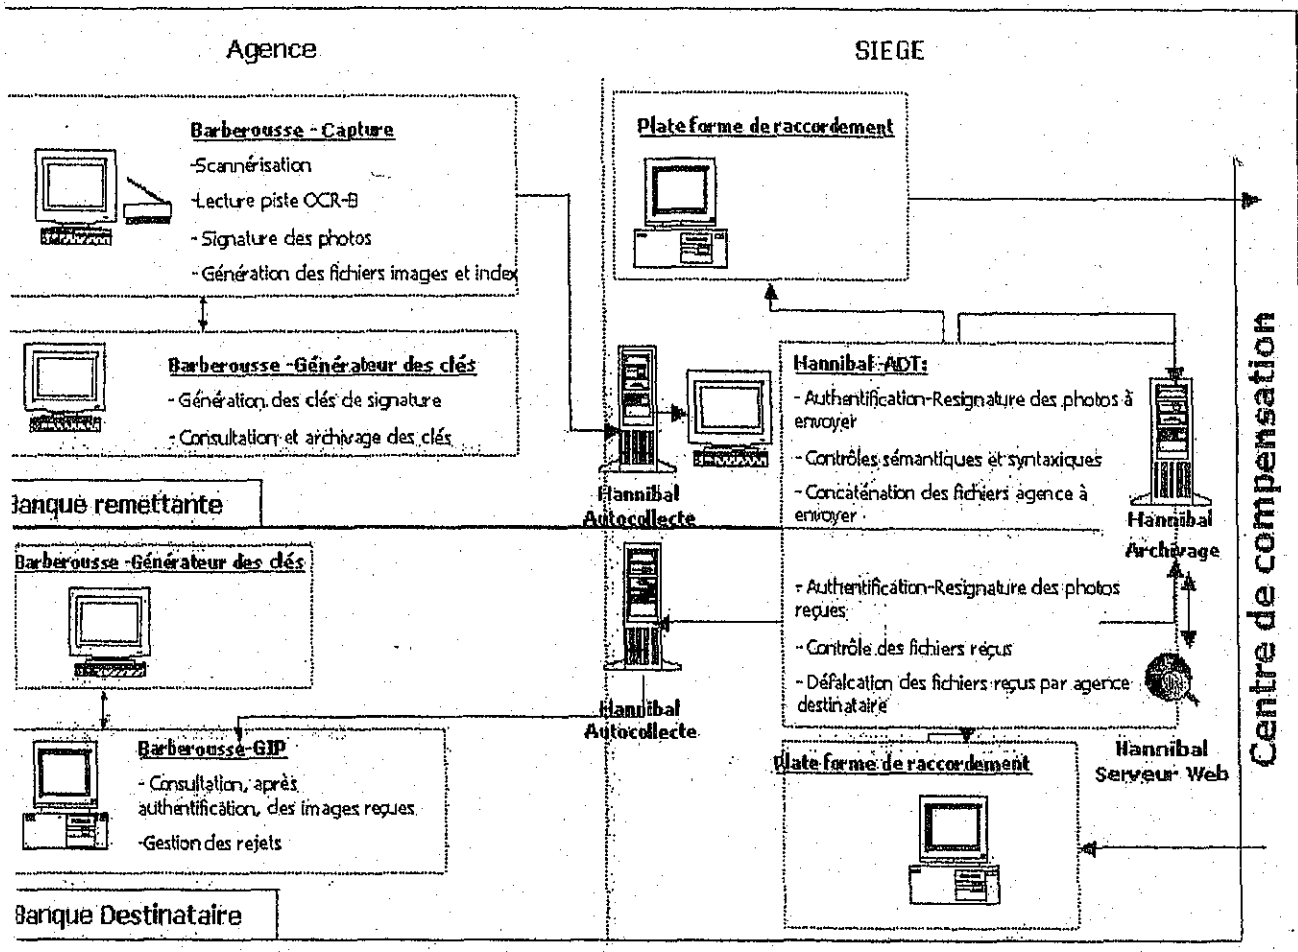 Agence
SIEGE
Barberousse - Capture
-Scannérisation
-Lecture piste OCR-B
- Signature des photos
- Génération des fichiers images et index
Plate forme de raccordement
Barberousse -Générateur des clés
- Génération des clés de signature
- Consultation et archivage des clés
Banque remettante
Hannibal
Autocollecte
Hannibal -ADT:
- Authentification-Resignature des photos à
envoyer
- Contrôles sémantiques et syntaxiques
- Concaténation des fichiers agence à
envoyer
Hannibal
Archivage
Centre de compensation
Barberousse -Générateur des clés
- Authentification-Resignature des photos
reçues
- Contrôle des fichiers reçus
- Défalcation des fichiers reçus par agence
destinataire
Hannibal
Autocollecte
Hannibal
Serveur Web
Barberousse-GIP
- Consultation, après
authentification, des images reçues
-Gestion des rejets
Plate forme de raccordement
Banque Destinataire